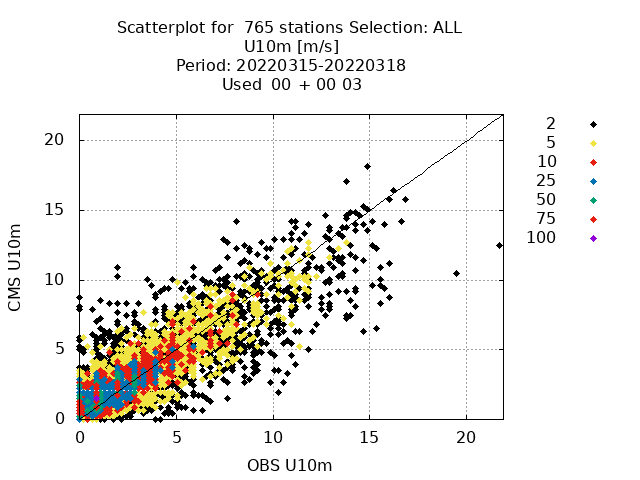 Scatterplot for  765 stations Selection: ALL
U10m [m/s]
Period: 20220315-20220318
Used  00  + 00 03
2
5
10
25
50
75
100
20
15
10
5
0
CMS U10m
0 5 10 15 20
OBS U10m